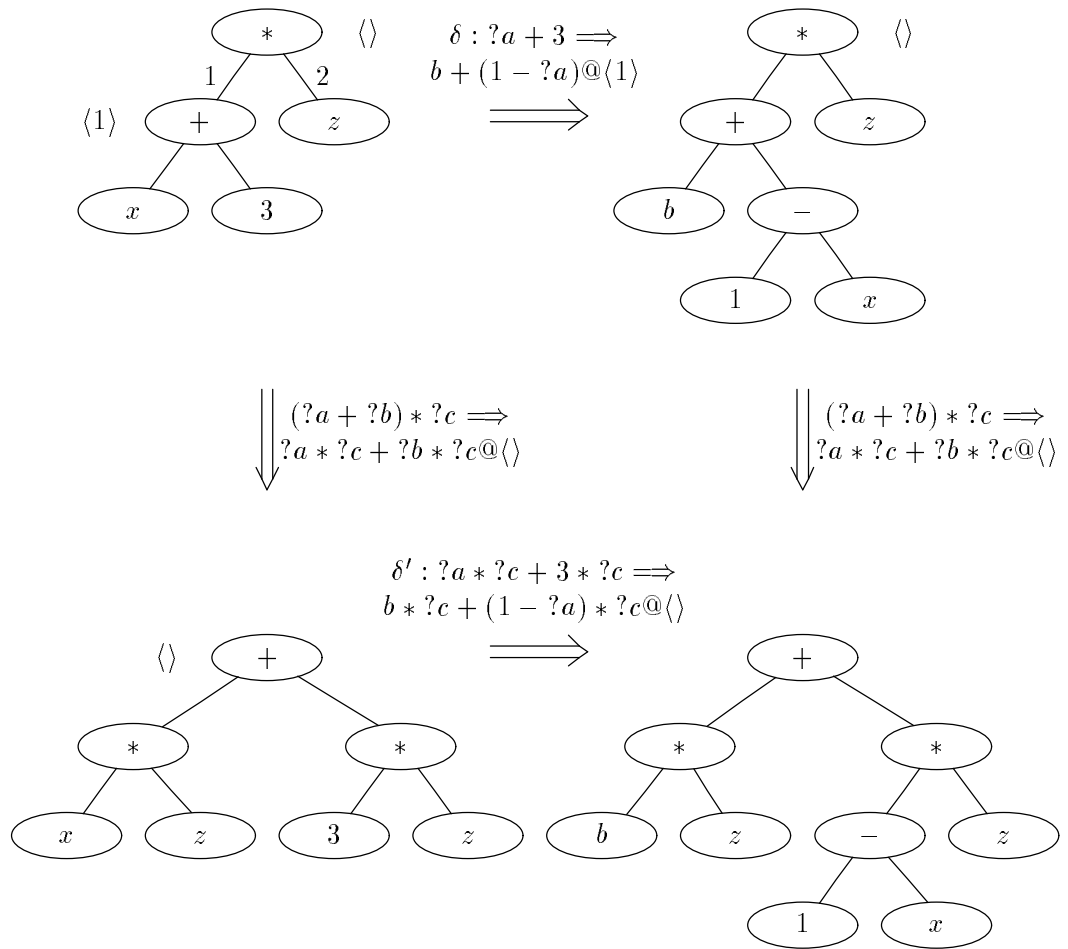 ∗ ⟨⟩ δ : ?a + 3 ⟹ ∗ ⟨⟩
1 2 b + (1 − ?a)@⟨1⟩
⟨1⟩ + z + z
x 3 b −
1 x
(?a + ?b) ∗ ?c ⟹ (?a + ?b) ∗ ?c ⟹
?a ∗ ?c + ?b ∗ ?c@⟨⟩ ?a ∗ ?c + ?b ∗ ?c@⟨⟩
δ′ : ?a ∗ ?c + 3 ∗ ?c ⟹
b ∗ ?c + (1 − ?a) ∗ ?c@⟨⟩
⟨⟩ + +
∗ ∗ ∗ ∗
x z 3 z b z − z
1 x